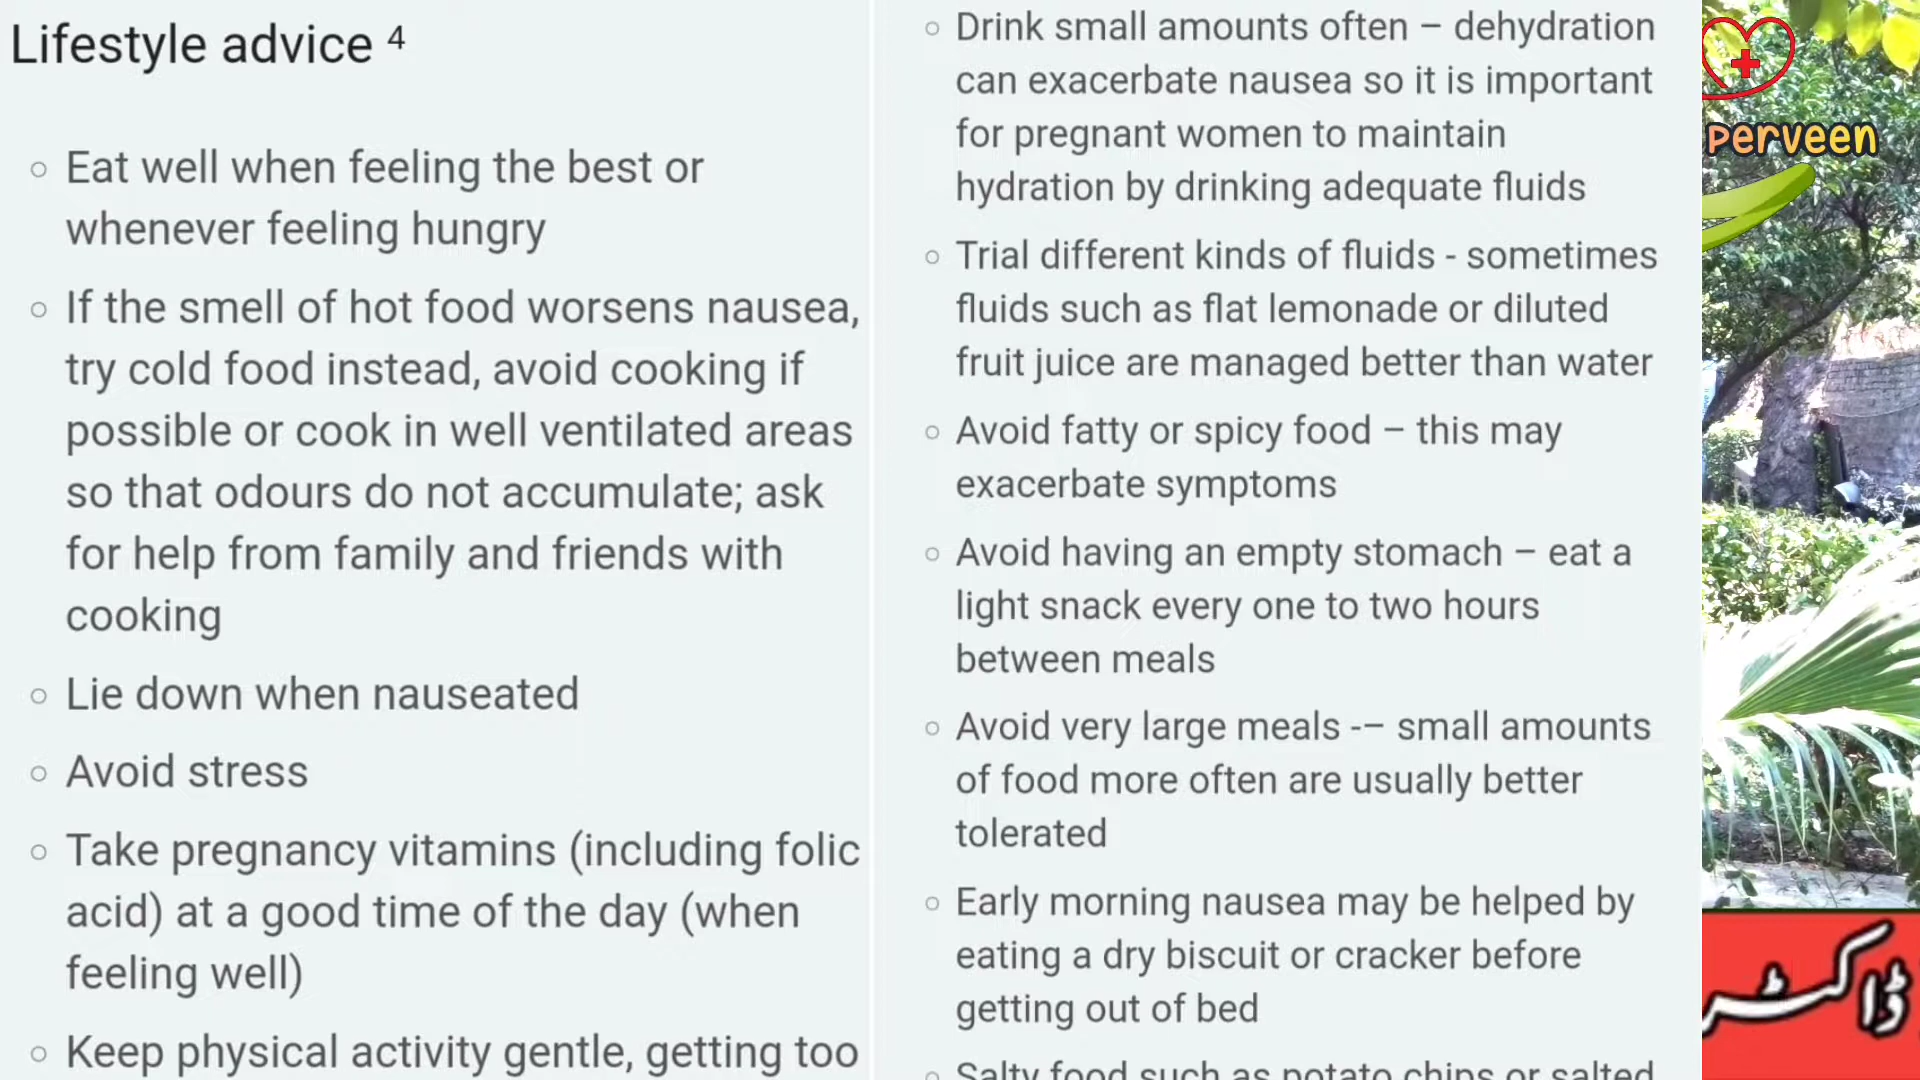 Lifestyle advice 4
Eat well when feeling the best or
whenever feeling hungry
If the smell of hot food worsens nausea,
try cold food instead, avoid cooking if
possible or cook in well ventilated areas
so that odours do not accumulate; ask
for help from family and friends with
cooking
Lie down when nauseated
Avoid stress
Take pregnancy vitamins (including folic
acid) at a good time of the day (when
feeling well)
Keep physical activity gentle, getting too
Drink small amounts often – dehydration
can exacerbate nausea so it is important
for pregnant women to maintain
hydration by drinking adequate fluids
Trial different kinds of fluids - sometimes
fluids such as flat lemonade or diluted
fruit juice are managed better than water
Avoid fatty or spicy food – this may
exacerbate symptoms
Avoid having an empty stomach – eat a
light snack every one to two hours
between meals
Avoid very large meals -– small amounts
of food more often are usually better
tolerated
Early morning nausea may be helped by
eating a dry biscuit or cracker before
getting out of bed
Salty food such as potato chips or salted
perveen
ڈاکٹر